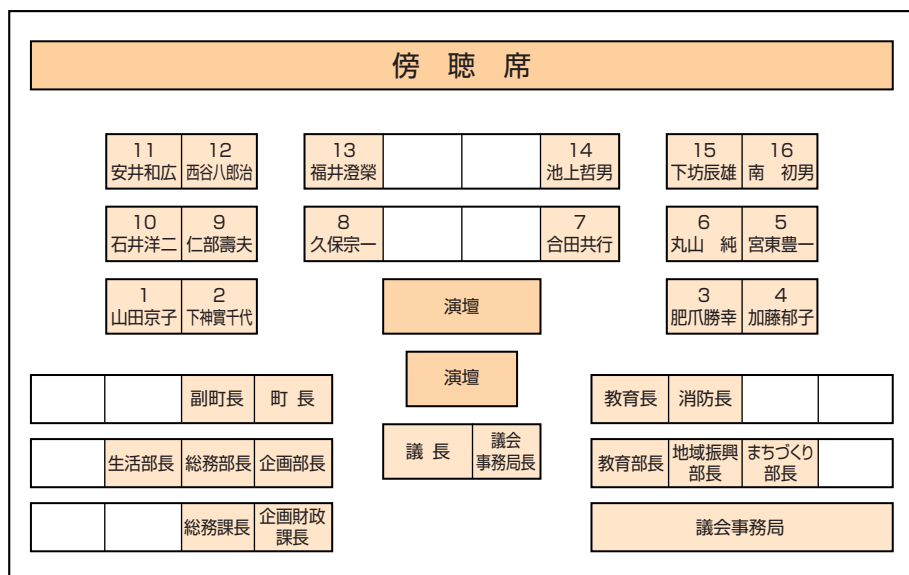 傍 聴 席
11 12 13 14 15 16
安井和広 西谷八郎治 福井澄榮 池上哲男 下坊辰雄 南 初男
10 9 8 7 6 5
石井洋二 仁部壽夫 久保宗一 合田共行 丸山 純 宮東豊一
1 2 演壇 3 4
山田京子 下神實千代 肥爪勝幸 加藤郁子
演壇
副町長 町 長 教育長 消防長
議 長 議会
事務局長
生活部長 総務部長 企画部長 教育部長 地域振興
部長 まちづくり
部長
総務課長 企画財政
課長 議会事務局